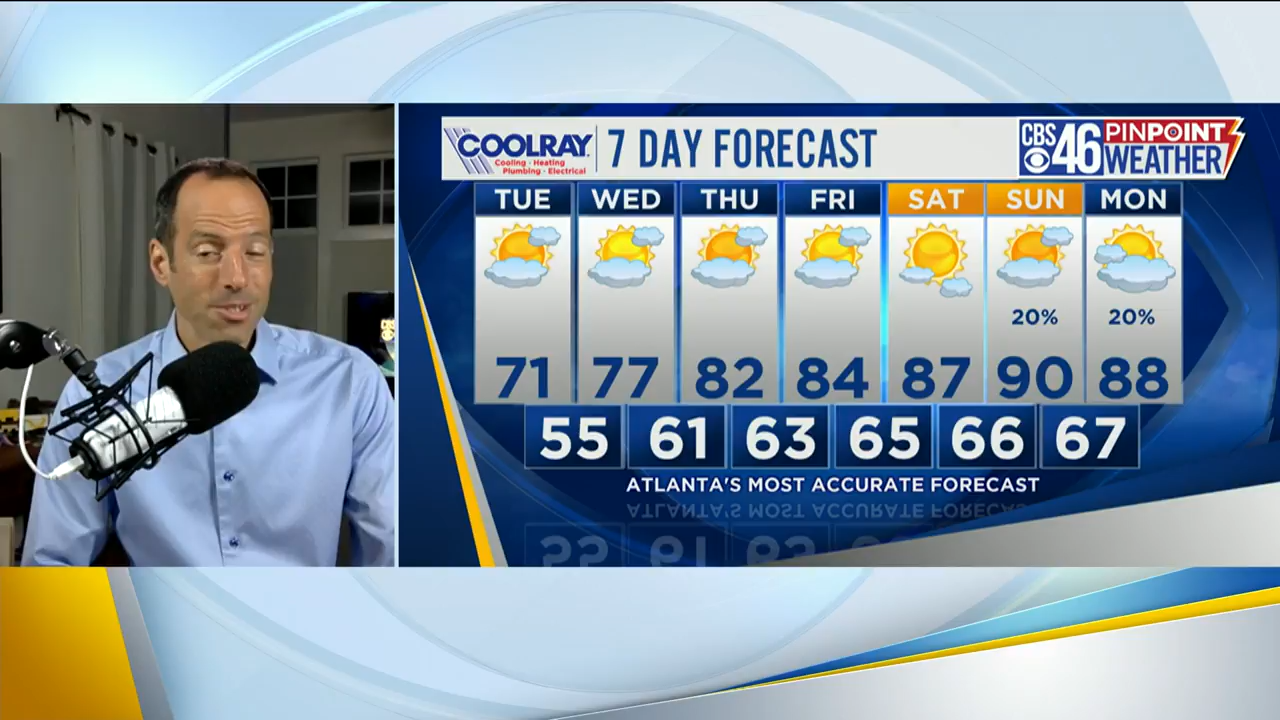 COOLRAY
Cooling · Heating
Plumbing · Electrical
7 DAY FORECAST
CBS 46 PINPOINT WEATHER
TUE WED THU FRI SAT SUN MON
20% 20%
71 77 82 84 87 90 88
55 61 63 65 66 67
ATLANTA'S MOST ACCURATE FORECAST
CBS